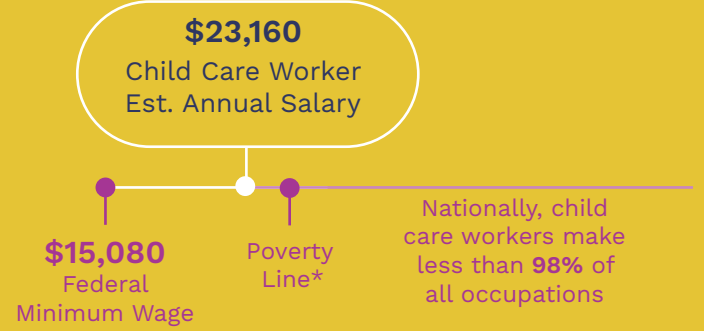 $23,160
Child Care Worker
Est. Annual Salary
$15,080
Federal
Minimum Wage
Poverty
Line*
Nationally, child
care workers make
less than 98% of
all occupations